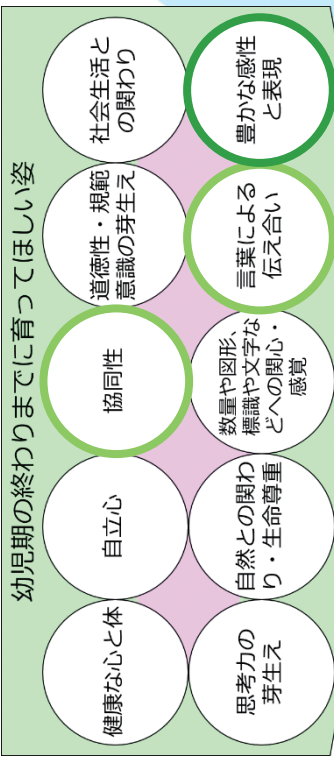 幼児期の終わりまでに育ってほしい姿
健康な心と体
自立心
協同性
道徳性・規範
意識の芽生え
社会生活と
の関わり
思考力の
芽生え
自然との関わ
り・生命尊重
数量や図形、
標識や文字な
どへの関心・
感覚
言葉による
伝え合い
豊かな感性
と表現